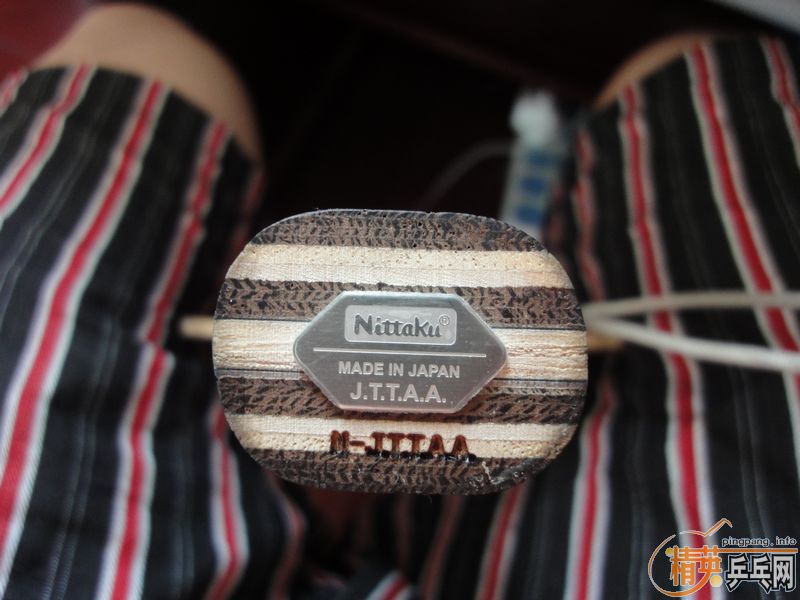 Nittaku®
MADE IN JAPAN
J.T.T.A.A.
N-JTTAA
pingpang.info
精英乒乓网